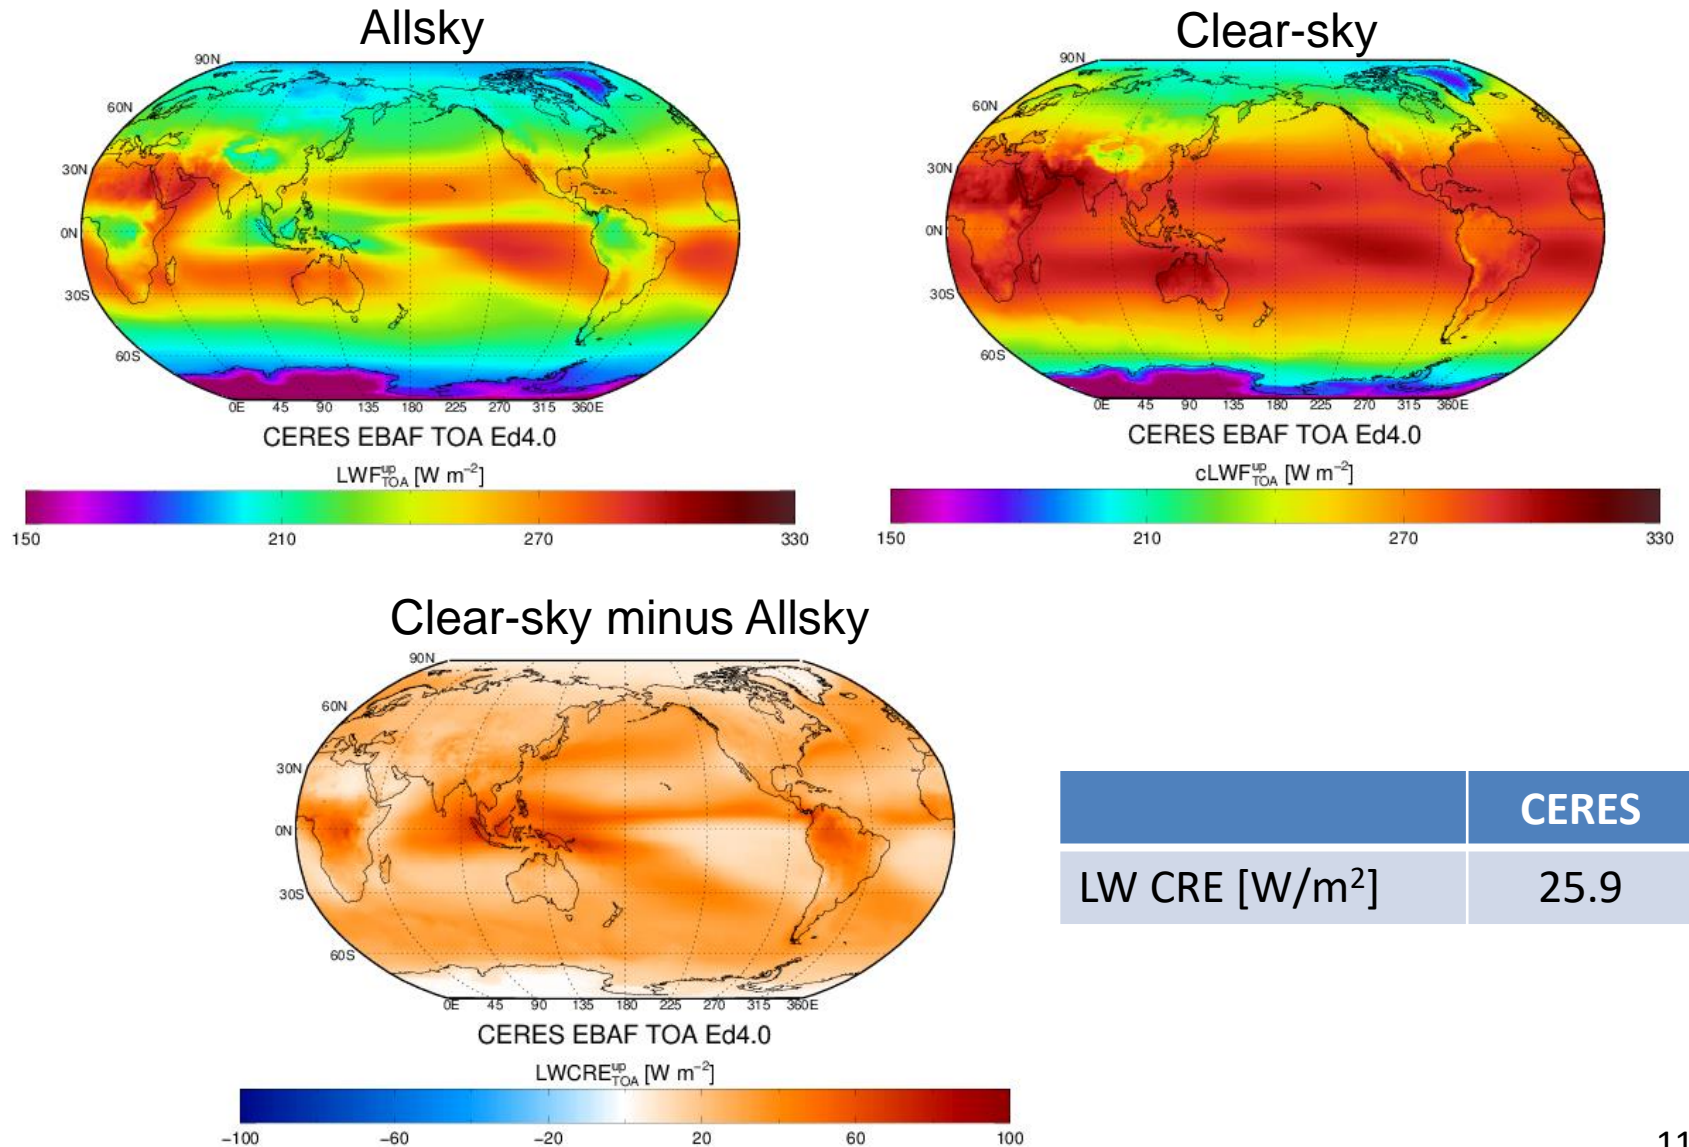 Allsky
90N
60N
30N
0N
30S
60S
0E 45 90 135 180 225 270 315 360E
CERES EBAF TOA Ed4.0
LWF^up_TOA [W m⁻²]
150 210 270 330
Clear-sky
90N
60N
30N
0N
30S
60S
0E 45 90 135 180 225 270 315 360E
CERES EBAF TOA Ed4.0
cLWF^up_TOA [W m⁻²]
150 210 270 330
Clear-sky minus Allsky
90N
60N
30N
0N
30S
60S
0E 45 90 135 180 225 270 315 360E
CERES EBAF TOA Ed4.0
LWCRE^up_TOA [W m⁻²]
−100 −60 −20 20 60 100
CERES
LW CRE [W/m²] 25.9
11